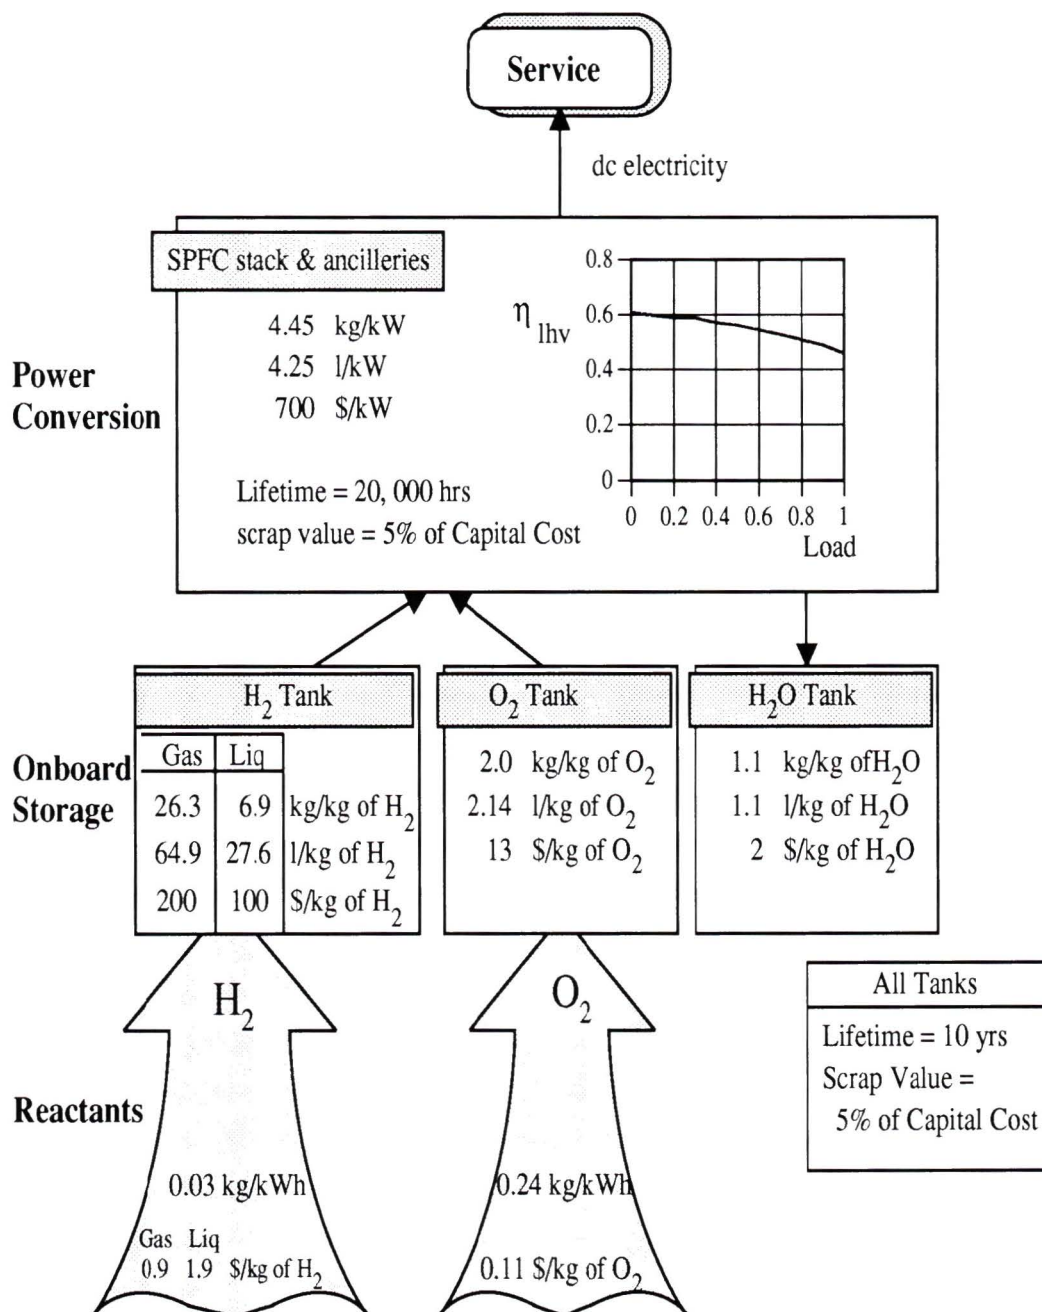 Service
dc electricity
SPFC stack & ancilleries
4.45 kg/kW
4.25 l/kW
700 $/kW
Lifetime = 20, 000 hrs
scrap value = 5% of Capital Cost
η lhv
0.8
0.6
0.4
0.2
0
0 0.2 0.4 0.6 0.8 1
Load
Power
Conversion
H2 Tank
Gas Liq
26.3 6.9 kg/kg of H2
64.9 27.6 l/kg of H2
200 100 $/kg of H2
O2 Tank
2.0 kg/kg of O2
2.14 l/kg of O2
13 $/kg of O2
H2O Tank
1.1 kg/kg ofH2O
1.1 l/kg of H2O
2 $/kg of H2O
Onboard
Storage
H2
O2
All Tanks
Lifetime = 10 yrs
Scrap Value =
5% of Capital Cost
Reactants
0.03 kg/kWh
Gas Liq
0.9 1.9 $/kg of H2
0.24 kg/kWh
0.11 $/kg of O2